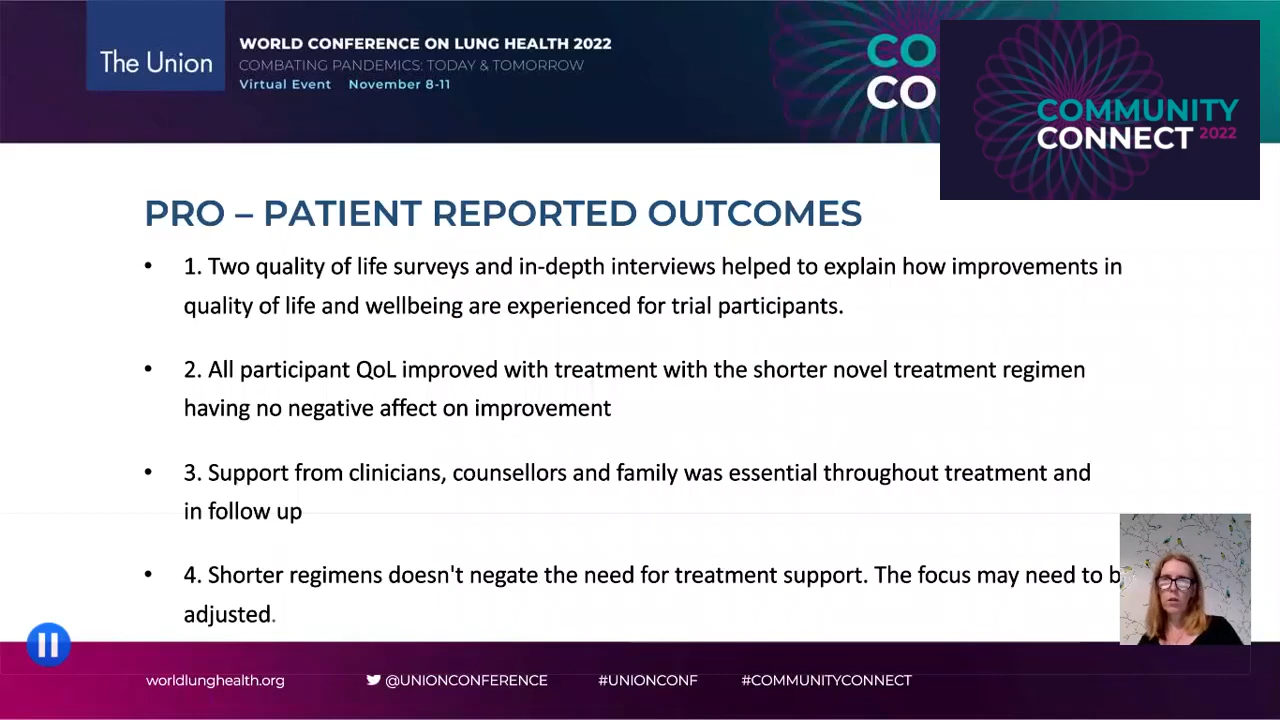 The Union
WORLD CONFERENCE ON LUNG HEALTH 2022
COMBATING PANDEMICS: TODAY & TOMORROW
Virtual Event November 8-11
CO
CO
COMMUNITY
CONNECT 2022
PRO – PATIENT REPORTED OUTCOMES
• 1. Two quality of life surveys and in-depth interviews helped to explain how improvements in
quality of life and wellbeing are experienced for trial participants.
• 2. All participant QoL improved with treatment with the shorter novel treatment regimen
having no negative affect on improvement
• 3. Support from clinicians, counsellors and family was essential throughout treatment and
in follow up
• 4. Shorter regimens doesn't negate the need for treatment support. The focus may need to b
adjusted.
worldlunghealth.org @UNIONCONFERENCE #UNIONCONF #COMMUNITYCONNECT